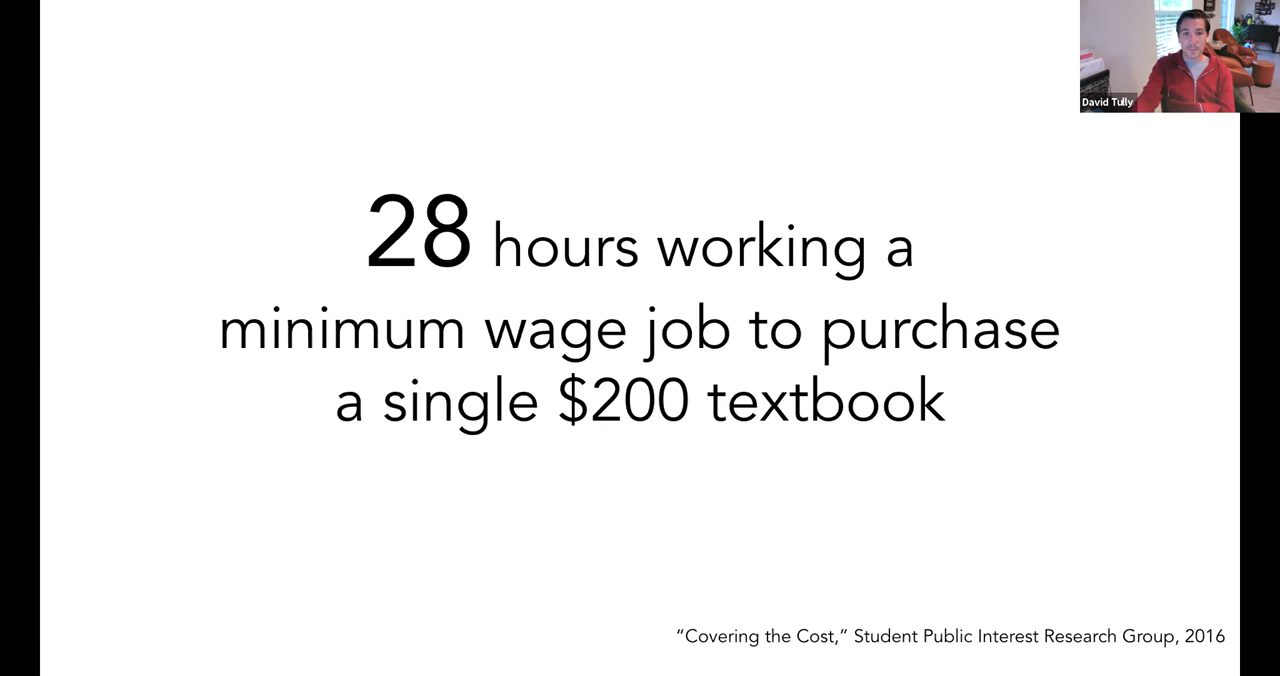 David Tully
28 hours working a
minimum wage job to purchase
a single $200 textbook
“Covering the Cost,” Student Public Interest Research Group, 2016